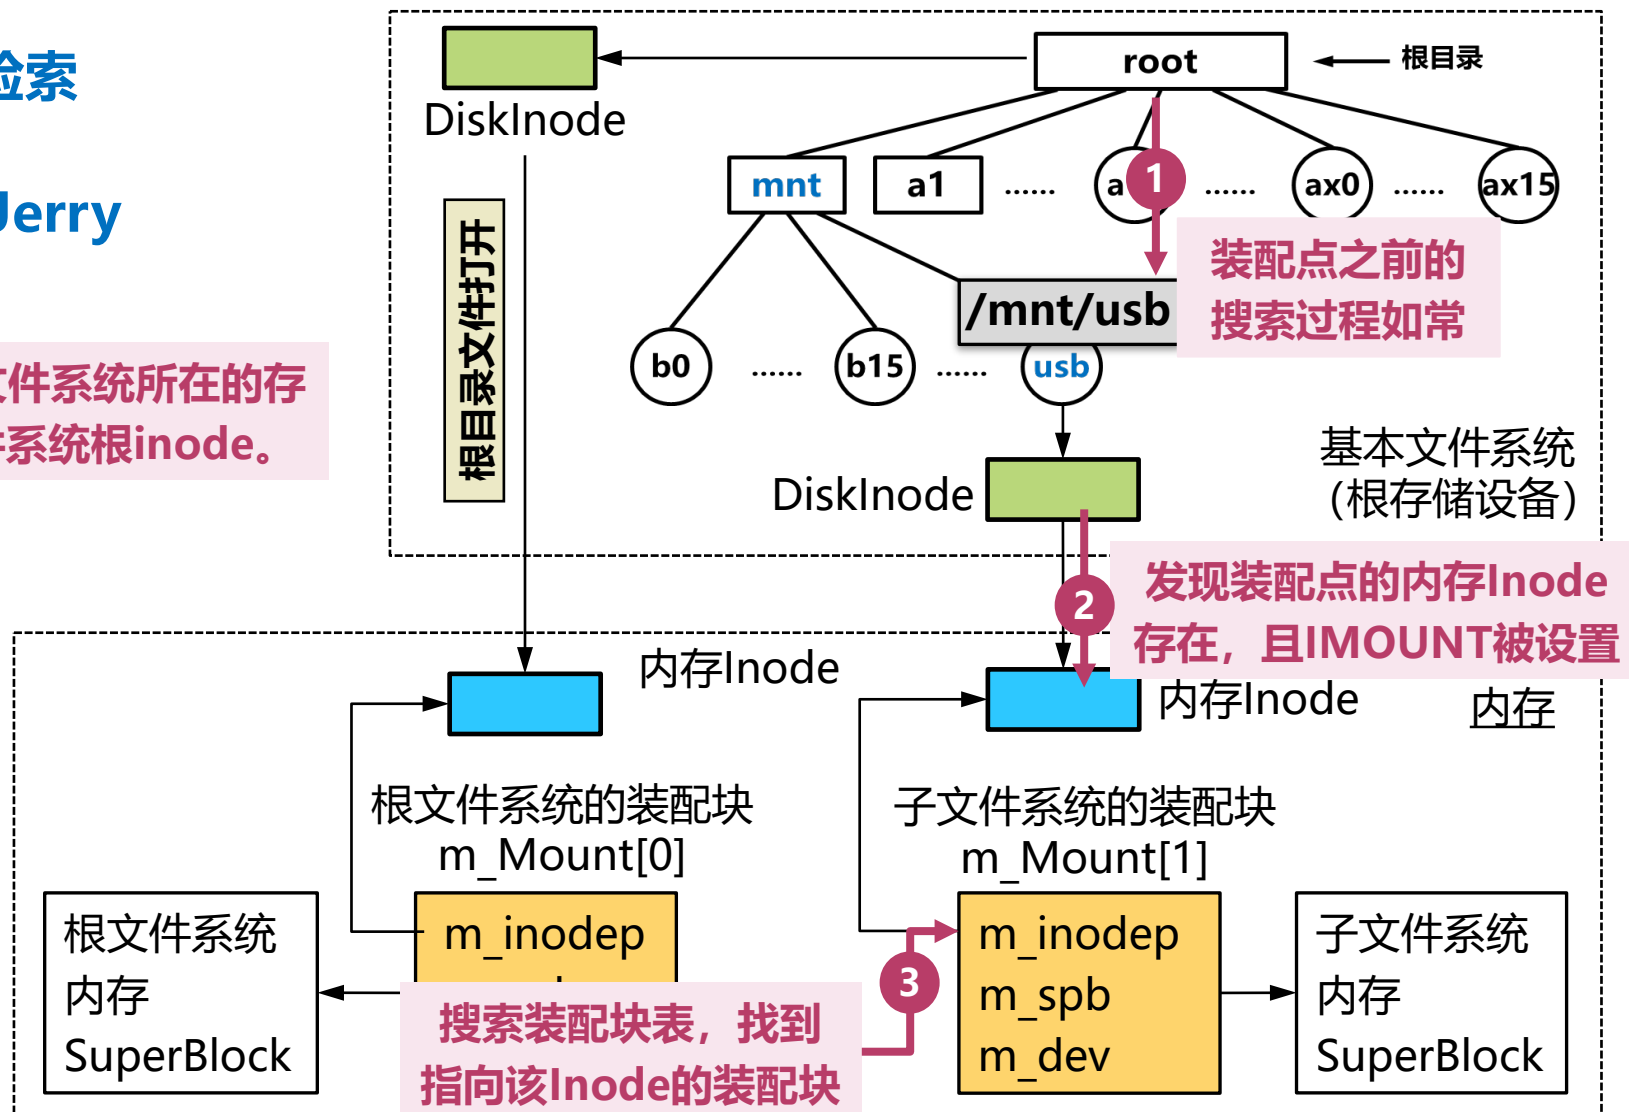 检索
Jerry
文件系统所在的存
件系统根inode。
root
根目录
DiskInode
mnt
a1
......
a
1
......
ax0
......
ax15
装配点之前的
搜索过程如常
/mnt/usb
b0
......
b15
......
usb
根目录文件打开
DiskInode
基本文件系统
（根存储设备）
2
发现装配点的内存Inode
存在，且IMOUNT被设置
内存Inode
内存Inode
内存
根文件系统的装配块
m_Mount[0]
子文件系统的装配块
m_Mount[1]
根文件系统
内存
SuperBlock
m_inodep
搜索装配块表，找到
指向该Inode的装配块
3
m_inodep
m_spb
m_dev
子文件系统
内存
SuperBlock